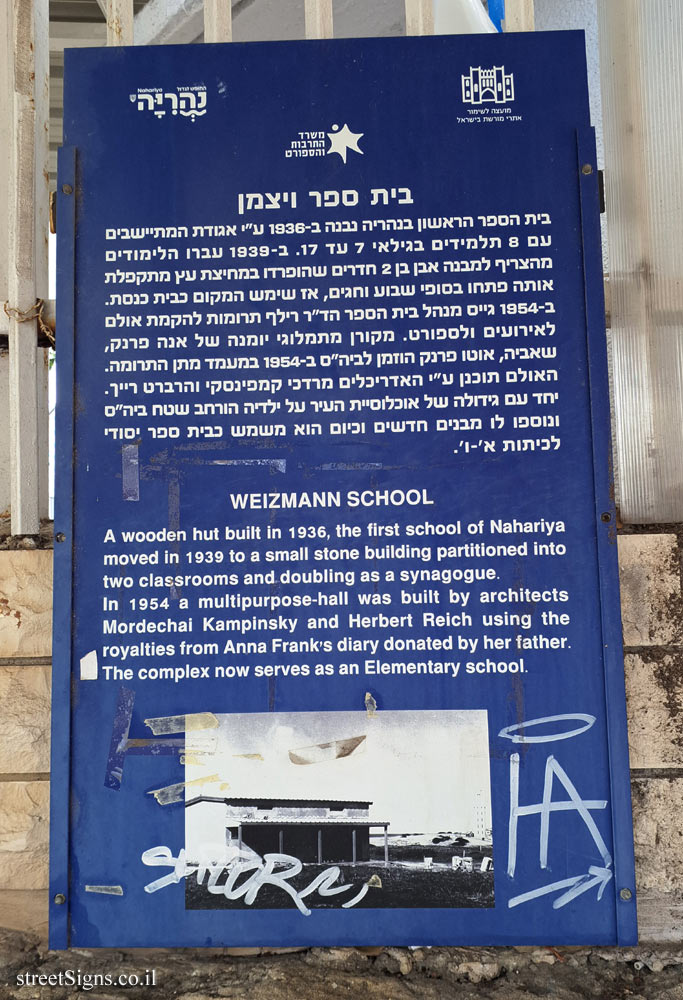 החופש לגדול
Nahariya
נהריה
מועצה לשימור
אתרי מורשת בישראל
משרד
התרבות
והספורט
בית ספר ויצמן
בית הספר הראשון בנהריה נבנה ב-1936 ע״י אגודת המתיישבים
עם 8 תלמידים בגילאי 7 עד 17. ב-1939 עברו הלימודים
מהצריף למבנה אבן בן 2 חדרים שהופרדו במחיצת עץ מתקפלת
אותה פתחו בסופי שבוע וחגים, אז שימש המקום כבית כנסת.
ב-1954 גייס מנהל בית הספר הד״ר רילף תרומות להקמת אולם
לאירועים ולספורט. מקורן מתמלוגי יומנה של אנה פרנק,
שאביה, אוטו פרנק הוזמן לביה״ס ב-1954 במעמד מתן התרומה.
האולם תוכנן ע״י האדריכלים מרדכי קמפינסקי והרברט רייך.
יחד עם גידולה של אוכלוסיית העיר על ילדיה הורחב שטח ביה״ס
ונוספו לו מבנים חדשים וכיום הוא משמש כבית ספר יסודי
לכיתות א׳-ו׳.
WEIZMANN SCHOOL
A wooden hut built in 1936, the first school of Nahariya
moved in 1939 to a small stone building partitioned into
two classrooms and doubling as a synagogue.
In 1954 a multipurpose-hall was built by architects
Mordechai Kampinsky and Herbert Reich using the
royalties from Anna Frank's diary donated by her father.
The complex now serves as an Elementary school.
streetSigns.co.il